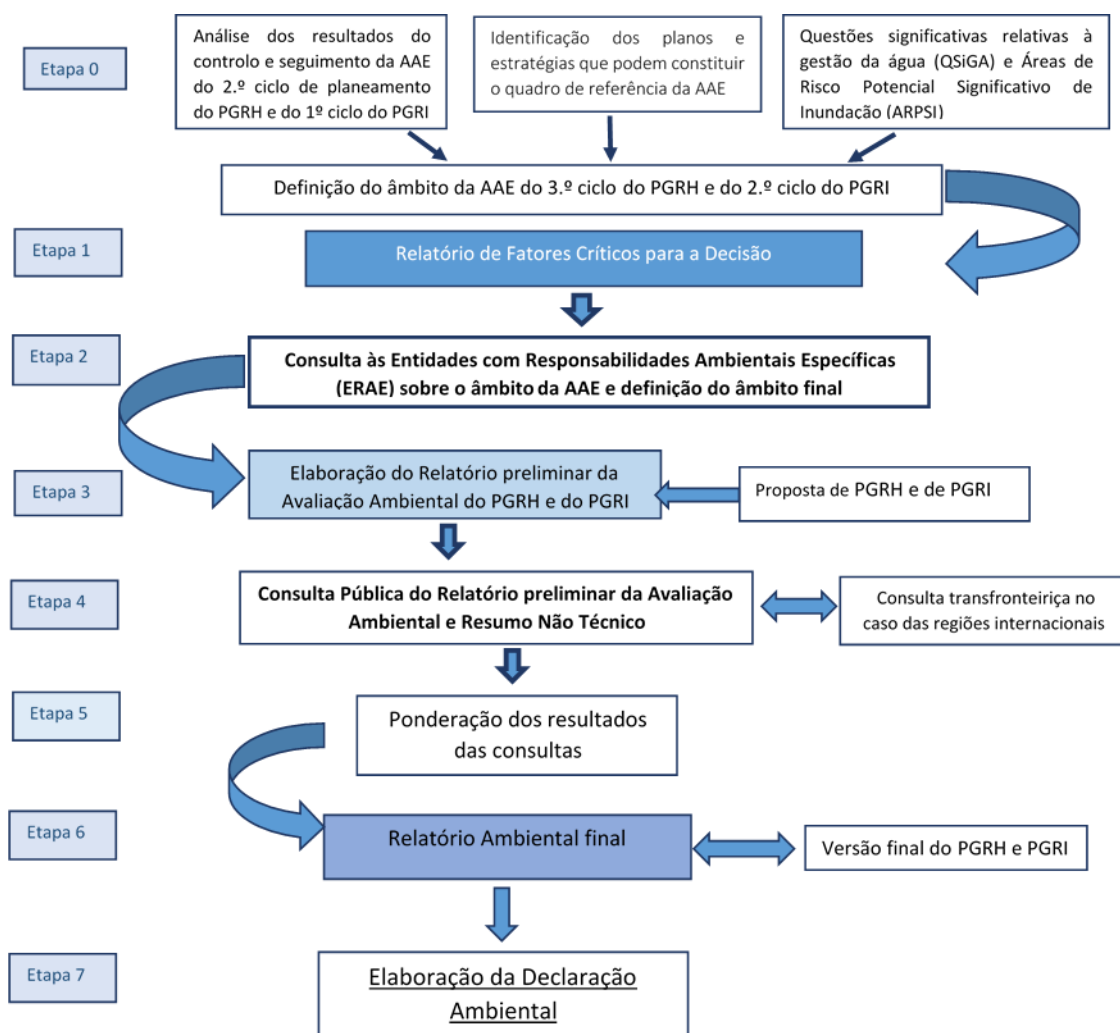 Etapa 0
Análise dos resultados do
controlo e seguimento da AAE
do 2.º ciclo de planeamento
do PGRH e do 1º ciclo do PGRI
Identificação dos planos e
estratégias que podem constituir
o quadro de referência da AAE
Questões significativas relativas à
gestão da água (QSiGA) e Áreas de
Risco Potencial Significativo de
Inundação (ARPSI)
Definição do âmbito da AAE do 3.º ciclo do PGRH e do 2.º ciclo do PGRI
Etapa 1
Relatório de Fatores Críticos para a Decisão
Etapa 2
Consulta às Entidades com Responsabilidades Ambientais Específicas
(ERAE) sobre o âmbito da AAE e definição do âmbito final
Etapa 3
Elaboração do Relatório preliminar da
Avaliação Ambiental do PGRH e do PGRI
Proposta de PGRH e de PGRI
Etapa 4
Consulta Pública do Relatório preliminar da Avaliação
Ambiental e Resumo Não Técnico
Consulta transfronteiriça no
caso das regiões internacionais
Etapa 5
Ponderação dos resultados
das consultas
Etapa 6
Relatório Ambiental final
Versão final do PGRH e PGRI
Etapa 7
Elaboração da Declaração
Ambiental